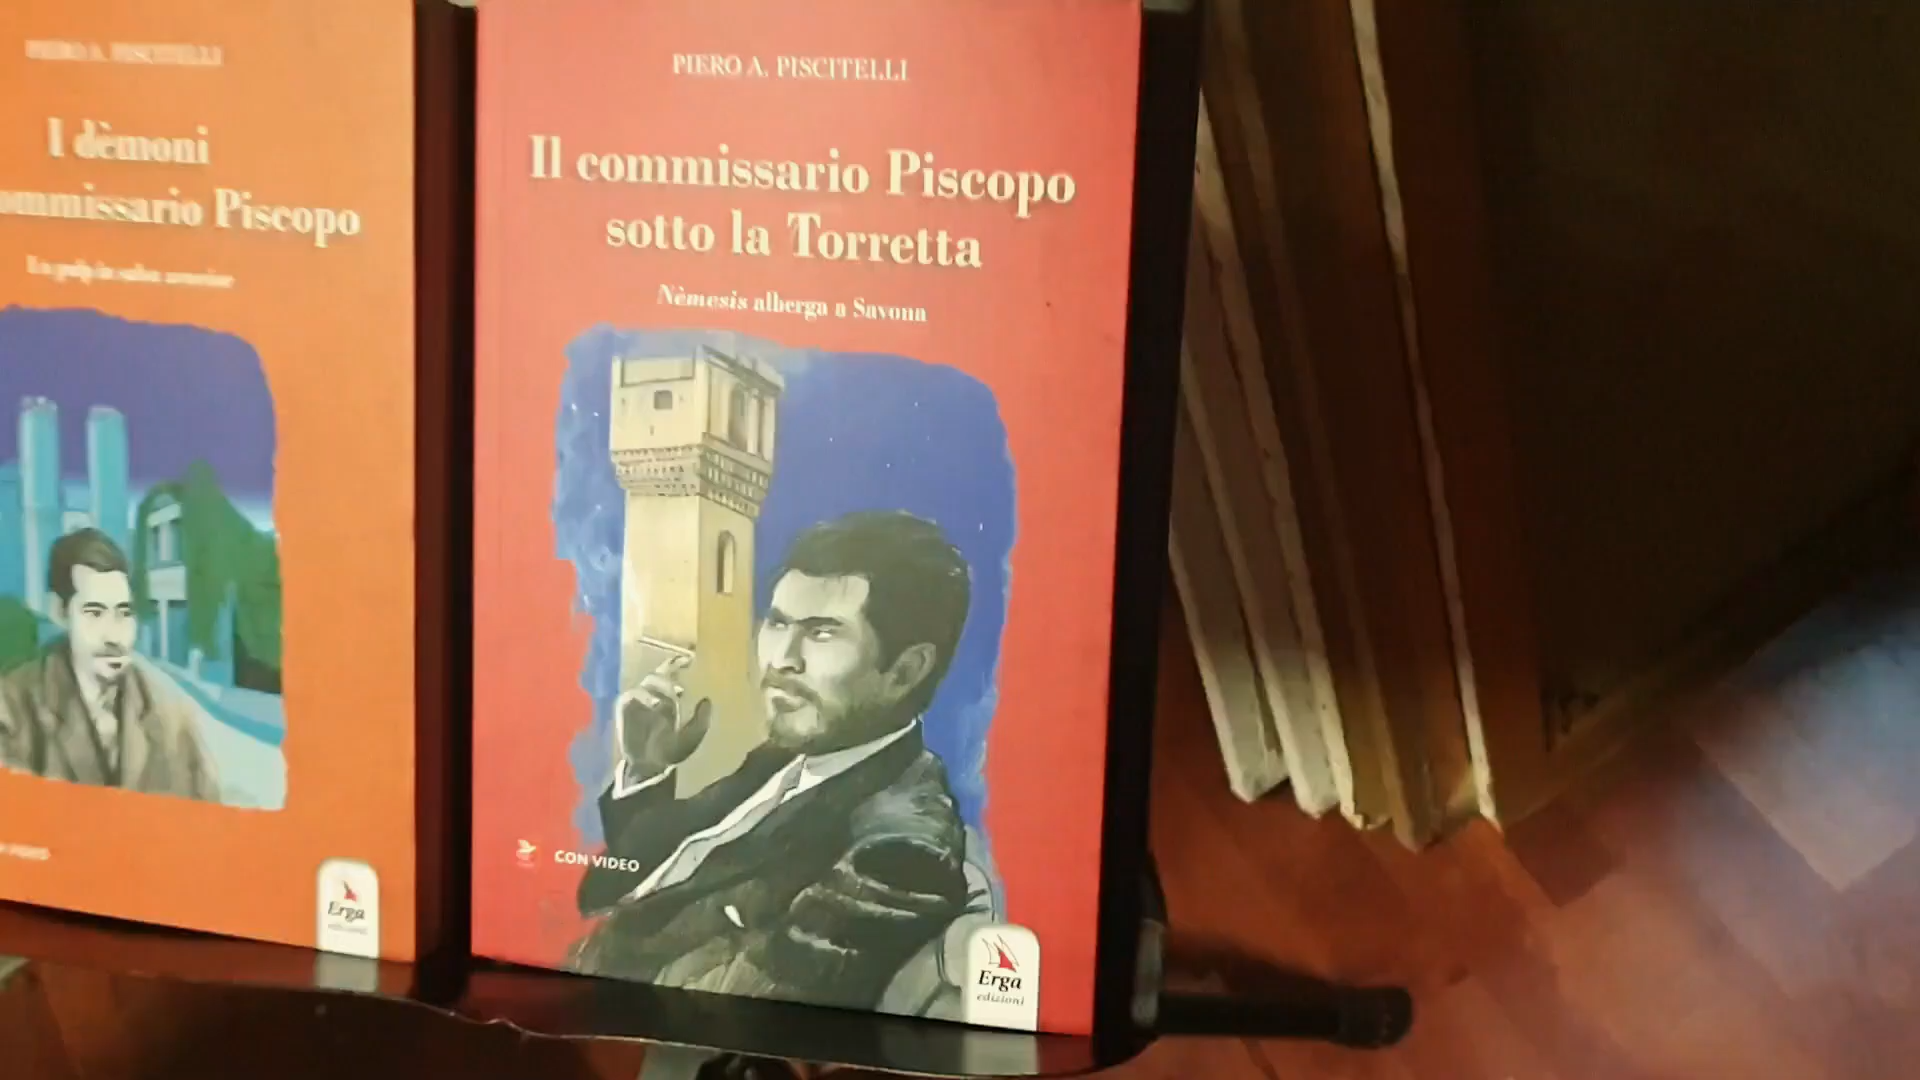 PIERO A. PISCITELLI
I dèmoni
ommissario Piscopo
Erga
edizioni
PIERO A. PISCITELLI
Il commissario Piscopo
sotto la Torretta
Nèmesis alberga a Savona
CON VIDEO
Erga
edizioni